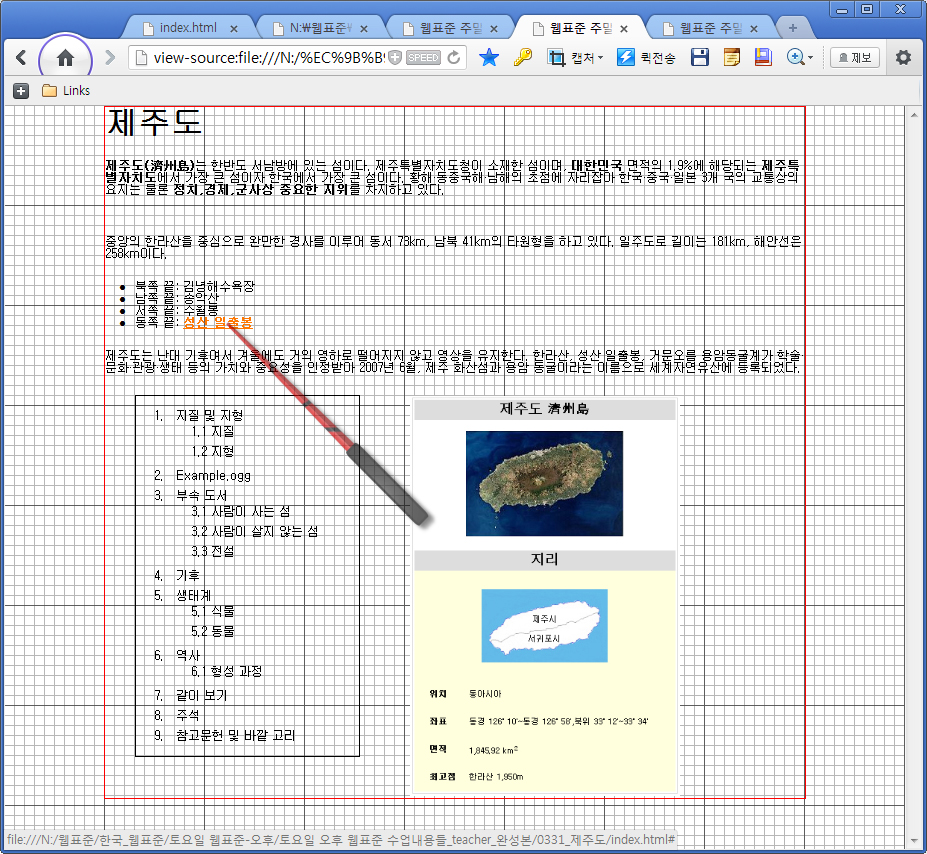 index.html
N:\웹표준\
웹표준 주말
웹표준 주말
웹표준 주말
view-source:file:///N:/%EC%9B%B
SPEED
캡처
퀵전송
제보
Links
제주도
제주도(濟州島)는 한반도 서남방에 있는 섬이다. 제주특별자치도청이 소재한 섬이며, 대한민국 면적의 1.9%에 해당되는 제주특
별자치도에서 가장 큰 섬이자 한국에서 가장 큰 섬이다. 황해·동중국해·남해의 초점에 자리잡아 한국·중국·일본 3개 국의 교통상의
요지는 물론 정치,경제,군사상 중요한 지위를 차지하고 있다.
중앙의 한라산을 중심으로 완만한 경사를 이루어 동서 73km, 남북 41km의 타원형을 하고 있다. 일주도로 길이는 181km, 해안선은
258km이다.
북쪽 끝: 김녕해수욕장
남쪽 끝: 송악산
서쪽 끝: 수월봉
동쪽 끝: 성산 일출봉
제주도는 난대 기후여서 겨울에도 거의 영하로 떨어지지 않고 영상을 유지한다. 한라산, 성산 일출봉, 거문오름 용암동굴계가 학술·
문화·관광·생태 등의 가치와 중요성을 인정받아 2007년 6월, 제주 화산섬과 용암 동굴이라는 이름으로 세계자연유산에 등록되었다.
1. 지질 및 지형
1.1 지질
1.2 지형
2. Example.ogg
3. 부속 도서
3.1 사람이 사는 섬
3.2 사람이 살지 않는 섬
3.3 전설
4. 기후
5. 생태계
5.1 식물
5.2 동물
6. 역사
6.1 형성 과정
7. 같이 보기
8. 주석
9. 참고문헌 및 바깥 고리
제주도 濟州島
지리
제주시
서귀포시
위치 동아시아
좌표 동경 126° 10'~동경 126° 58',북위 33° 12'~33° 34'
면적 1,845.92 km²
최고점 한라산 1,950m
file:///N:/웹표준/한국_웹표준/토요일 웹표준-오후/토요일 오후 웹표준 수업내용들_teacher_완성본/0331_제주도/index.html#